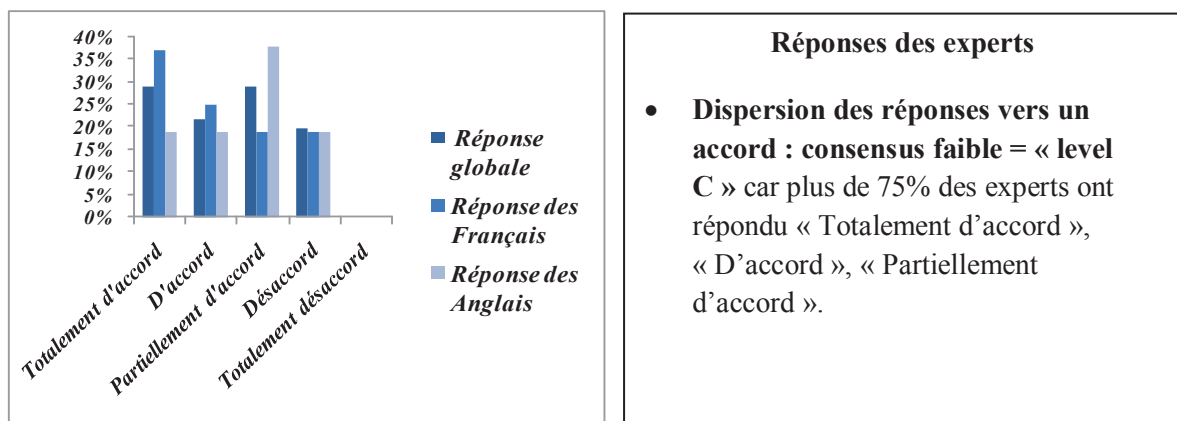 40%
35%
30%
25%
20%
15%
10%
5%
0%
Totalement d'accord
D'accord
Partiellement d'accord
Désaccord
Totalement désaccord
Réponse
globale
Réponse des
Français
Réponse des
Anglais
Réponses des experts
• Dispersion des réponses vers un
accord : consensus faible = « level
C » car plus de 75% des experts ont
répondu « Totalement d'accord »,
« D'accord », « Partiellement
d'accord ».